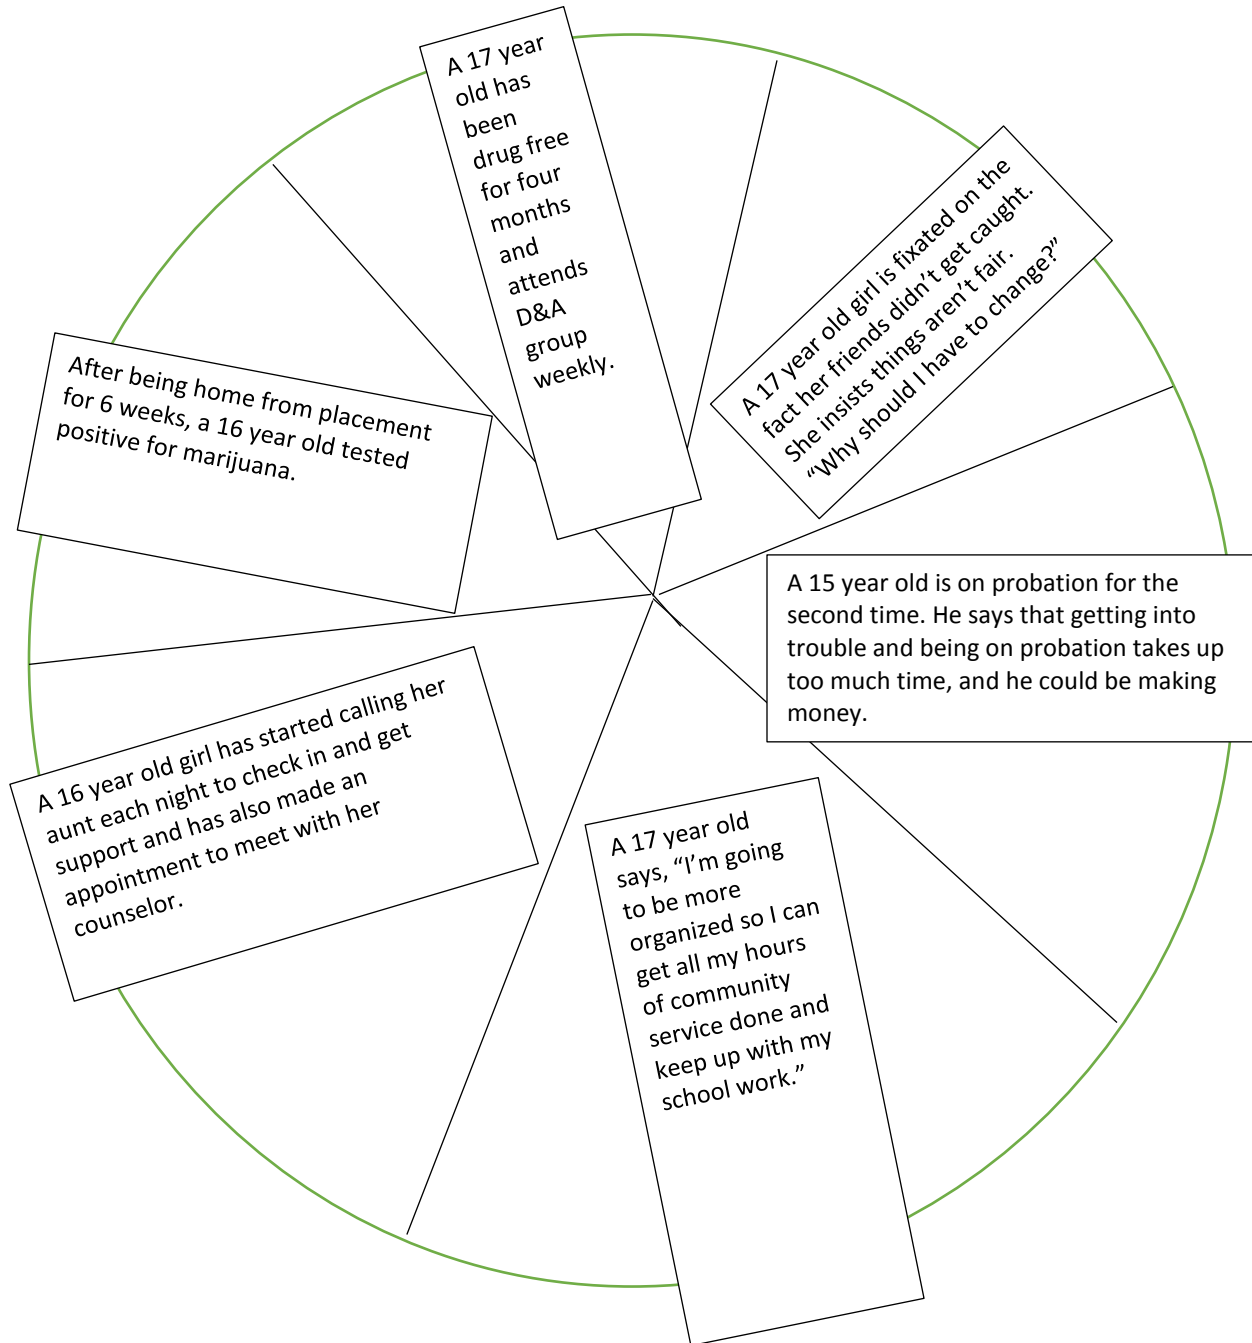 A 17 year
old has
been
drug free
for four
months
and
attends
D&A
group
weekly.
A 17 year old girl is fixated on the
fact her friends didn’t get caught.
She insists things aren’t fair.
“Why should I have to change?”
After being home from placement
for 6 weeks, a 16 year old tested
positive for marijuana.
A 15 year old is on probation for the
second time. He says that getting into
trouble and being on probation takes up
too much time, and he could be making
money.
A 16 year old girl has started calling her
aunt each night to check in and get
support and has also made an
appointment to meet with her
counselor.
A 17 year old
says, “I’m going
to be more
organized so I can
get all my hours
of community
service done and
keep up with my
school work.”